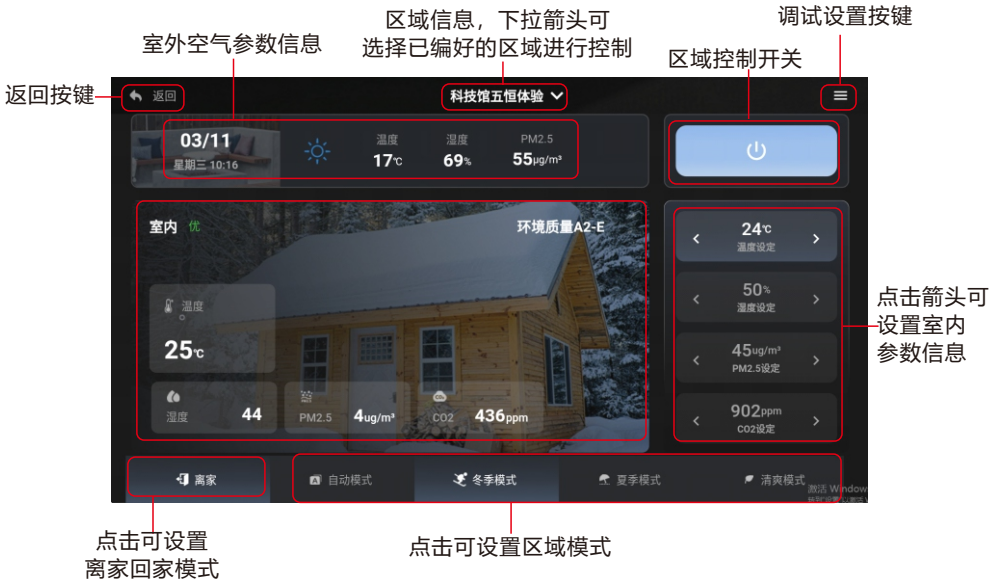 区域信息，下拉箭头可
选择已编好的区域进行控制
调试设置按键
室外空气参数信息
区域控制开关
返回按键
返回
科技馆五恒体验
03/11
星期三 10:16
温度
17℃
湿度
69%
PM2.5
55μg/m³
室内 优
环境质量A2-E
温度
25℃
湿度
44
PM2.5
4ug/m³
CO2
436ppm
24℃
温度设定
50%
湿度设定
45ug/m³
PM2.5设定
902ppm
CO2设定
点击箭头可
设置室内
参数信息
离家
自动模式
冬季模式
夏季模式
清爽模式
激活 Window
点击可设置
离家回家模式
点击可设置区域模式